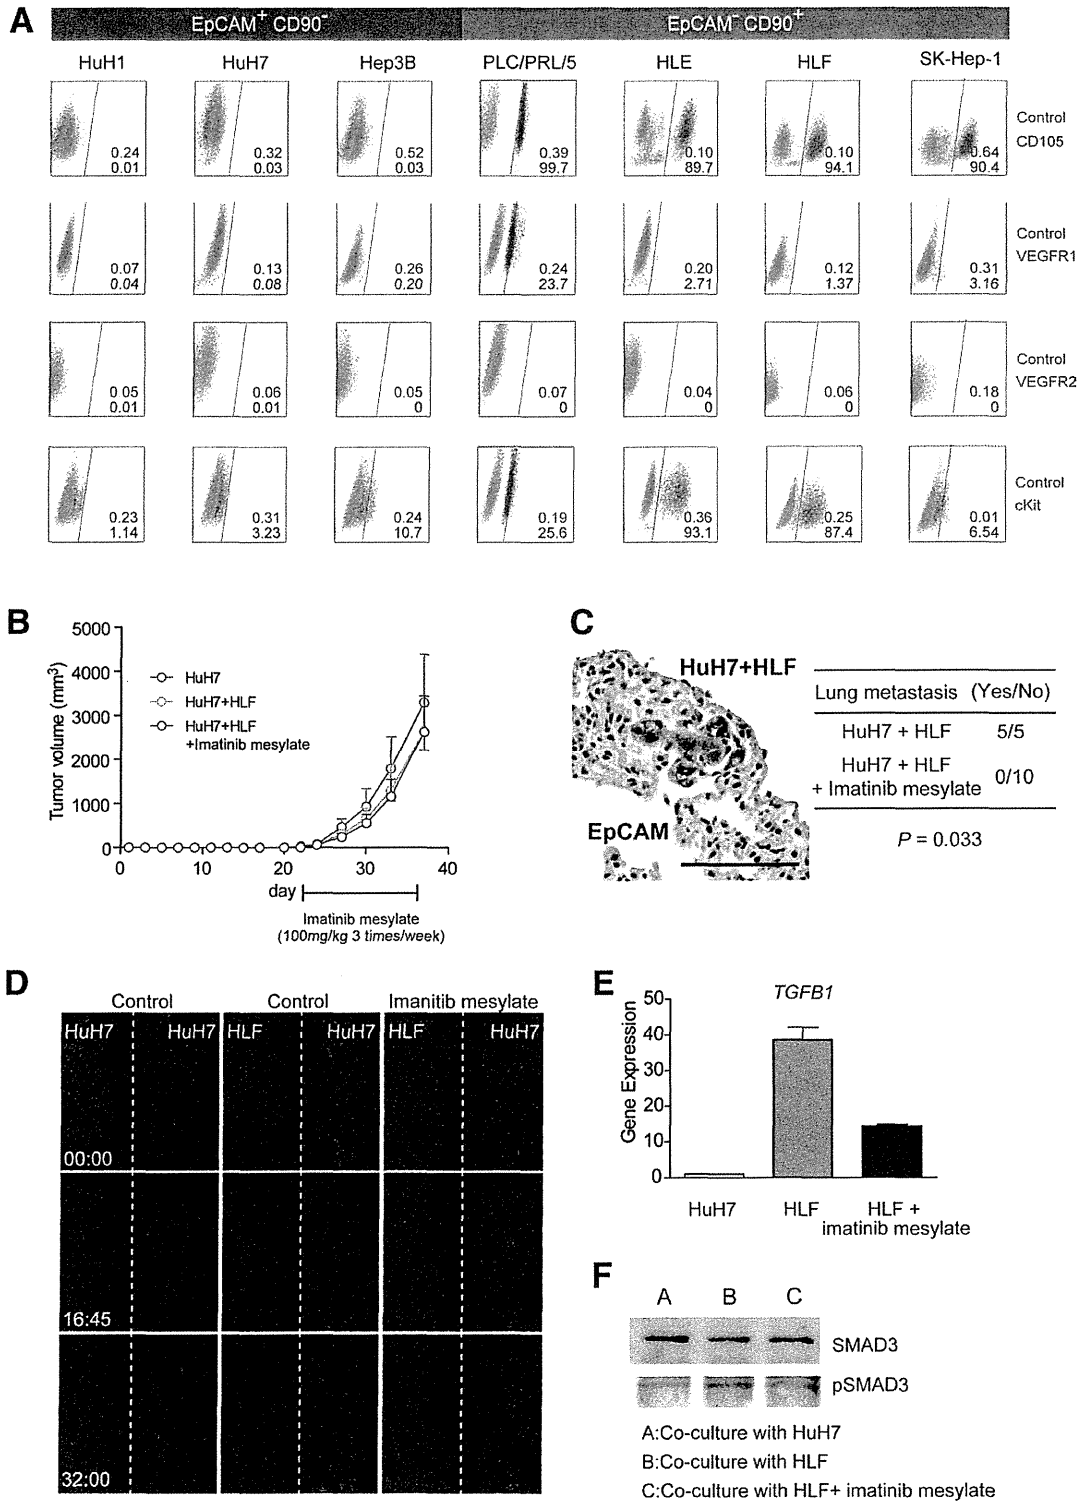 A
EpCAM+ CD90-
EpCAM- CD90+
HuH1 HuH7 Hep3B PLC/PRL/5 HLE HLF SK-Hep-1
0.24 0.32 0.52 0.39 0.10 0.10 0.64 Control
0.01 0.03 0.03 99.7 89.7 94.1 90.4 CD105
0.07 0.13 0.26 0.24 0.20 0.12 0.31 Control
0.04 0.08 0.20 23.7 2.71 1.37 3.16 VEGFR1
0.05 0.06 0.05 0.07 0.04 0.06 0.18 Control
0.01 0.01 0 0 0 0 0 VEGFR2
0.23 0.31 0.24 0.19 0.36 0.25 0.01 Control
1.14 3.23 10.7 25.6 93.1 87.4 6.54 cKit
B
Tumor volume (mm3)
5000
4000
3000
2000
1000
0
HuH7
HuH7+HLF
HuH7+HLF
+Imatinib mesylate
0 10 20 30 40
day
Imatinib mesylate
(100mg/kg 3 times/week)
C
HuH7+HLF
EpCAM
Lung metastasis (Yes/No)
HuH7 + HLF 5/5
HuH7 + HLF
+ Imatinib mesylate 0/10
P = 0.033
D
Control Control Imanitib mesylate
HuH7 HuH7 HLF HuH7 HLF HuH7
00:00
16:45
32:00
E
TGFB1
Gene Expression
50
40
30
20
10
0
HuH7 HLF HLF +
imatinib mesylate
F
A B C
SMAD3
pSMAD3
A:Co-culture with HuH7
B:Co-culture with HLF
C:Co-culture with HLF+ imatinib mesylate